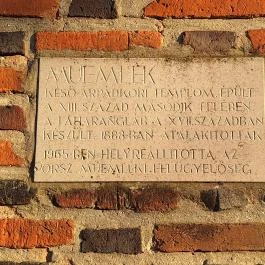 MŰEMLÉK
KÉSŐ ÁRPÁDKORI TEMPLOM, ÉPÜLT
A XIII SZÁZAD MÁSODIK FELÉBEN
A FAHARANGLÁB A XVIII SZÁZADBAN
KÉSZÜLT. 1888-BAN ÁTALAKÍTOTTÁK
1965-BEN HELYREÁLLÍTOTTA AZ
ORSZ. MŰEMLÉKI FELÜGYELŐSÉG